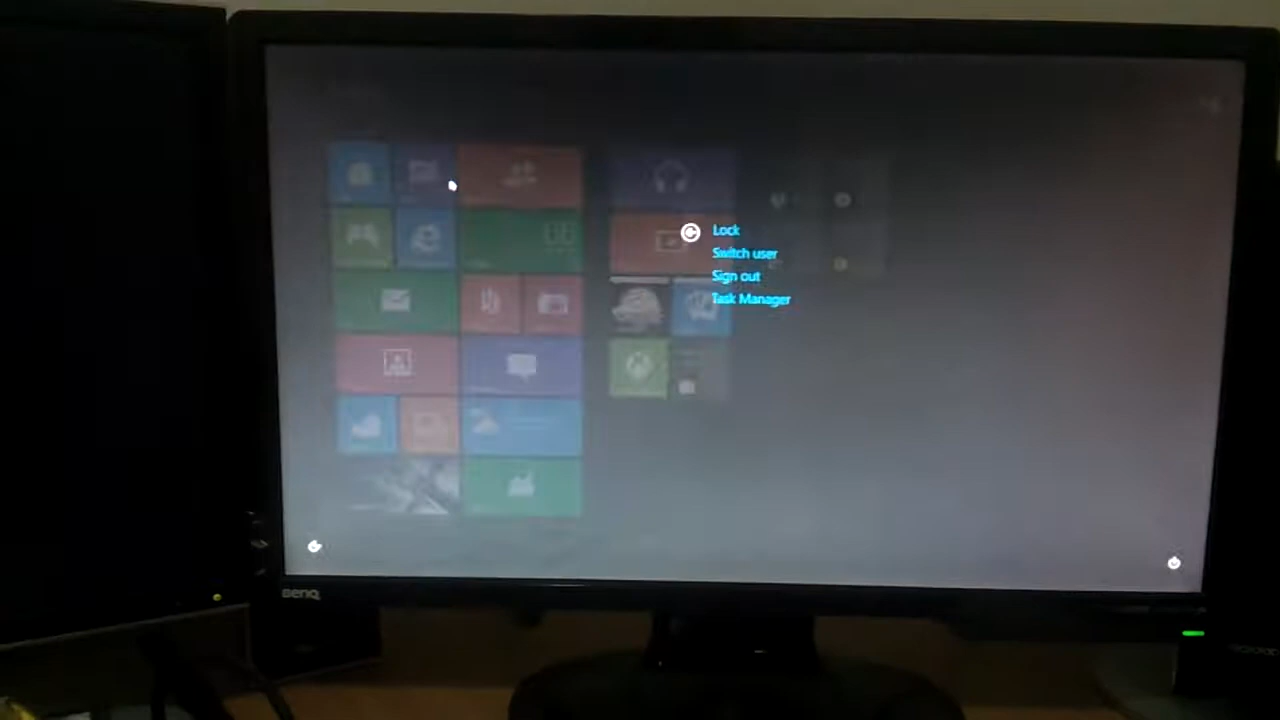 Lock
Switch user
Sign out
Task Manager
BenQ